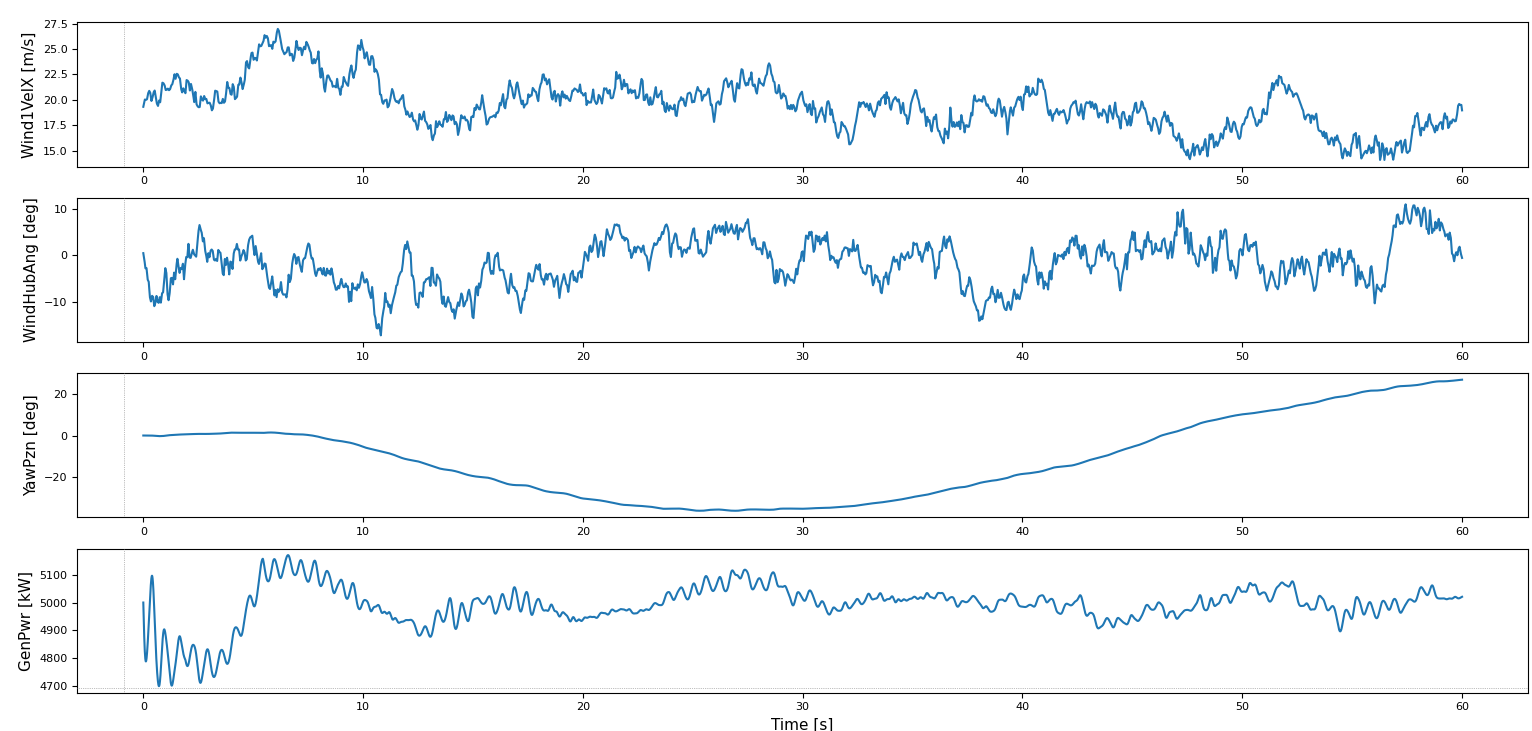 Wind1VelX [m/s]
27.5
25.0
22.5
20.0
17.5
15.0
0 10 20 30 40 50 60
WindHubAng [deg]
10
0
−10
0 10 20 30 40 50 60
YawPzn [deg]
20
0
−20
0 10 20 30 40 50 60
GenPwr [kW]
5100
5000
4900
4800
4700
0 10 20 30 40 50 60
Time [s]